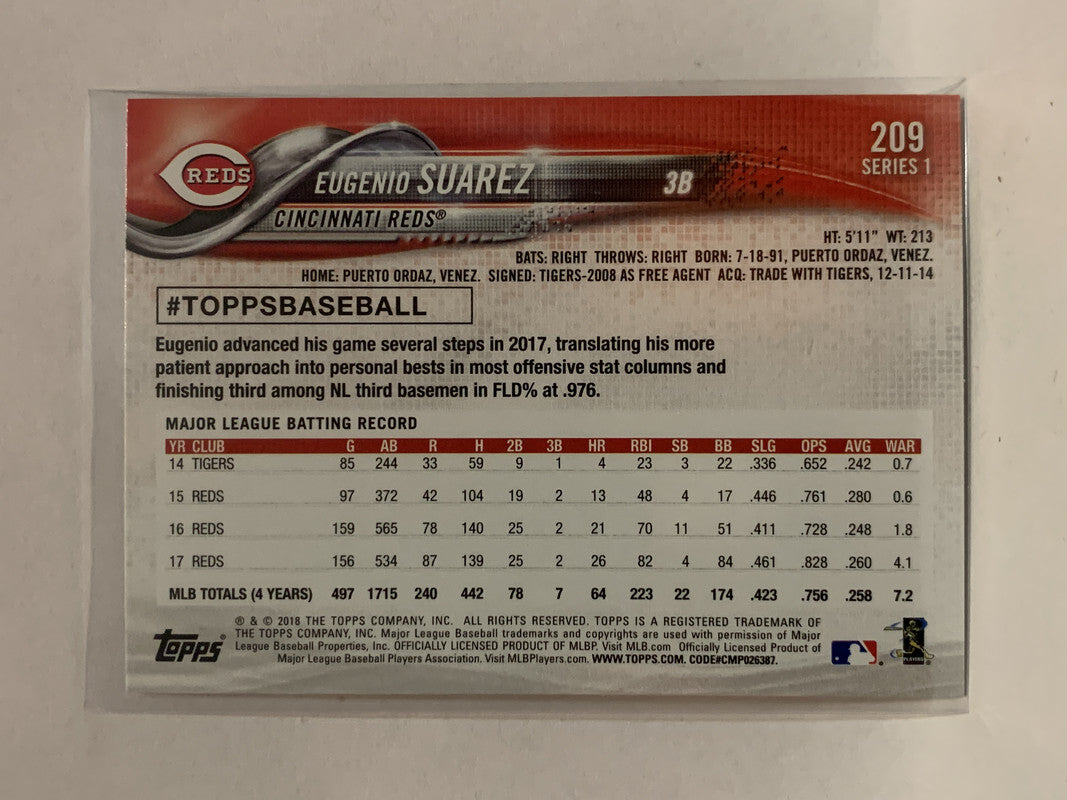 REDS
EUGENIO SUAREZ 3B
CINCINNATI REDS®
209
SERIES 1
HT: 5'11" WT: 213
BATS: RIGHT THROWS: RIGHT BORN: 7-18-91, PUERTO ORDAZ, VENEZ.
HOME: PUERTO ORDAZ, VENEZ. SIGNED: TIGERS-2008 AS FREE AGENT ACQ: TRADE WITH TIGERS, 12-11-14
#TOPPSBASEBALL
Eugenio advanced his game several steps in 2017, translating his more
patient approach into personal bests in most offensive stat columns and
finishing third among NL third basemen in FLD% at .976.
MAJOR LEAGUE BATTING RECORD
YR CLUB G AB R H 2B 3B HR RBI SB BB SLG OPS AVG WAR
14 TIGERS 85 244 33 59 9 1 4 23 3 22 .336 .652 .242 0.7
15 REDS 97 372 42 104 19 2 13 48 4 17 .446 .761 .280 0.6
16 REDS 159 565 78 140 25 2 21 70 11 51 .411 .728 .248 1.8
17 REDS 156 534 87 139 25 2 26 82 4 84 .461 .828 .260 4.1
MLB TOTALS (4 YEARS) 497 1715 240 442 78 7 64 223 22 174 .423 .756 .258 7.2
® & © 2018 THE TOPPS COMPANY, INC. ALL RIGHTS RESERVED. TOPPS IS A REGISTERED TRADEMARK OF
THE TOPPS COMPANY, INC. Major League Baseball trademarks and copyrights are used with permission of Major
League Baseball Properties, Inc. OFFICIALLY LICENSED PRODUCT OF MLBP. Visit MLB.com Officially Licensed Product of
Major League Baseball Players Association. Visit MLBPlayers.com. WWW.TOPPS.COM. CODE#CMP026387.
Topps®
PLAYERS